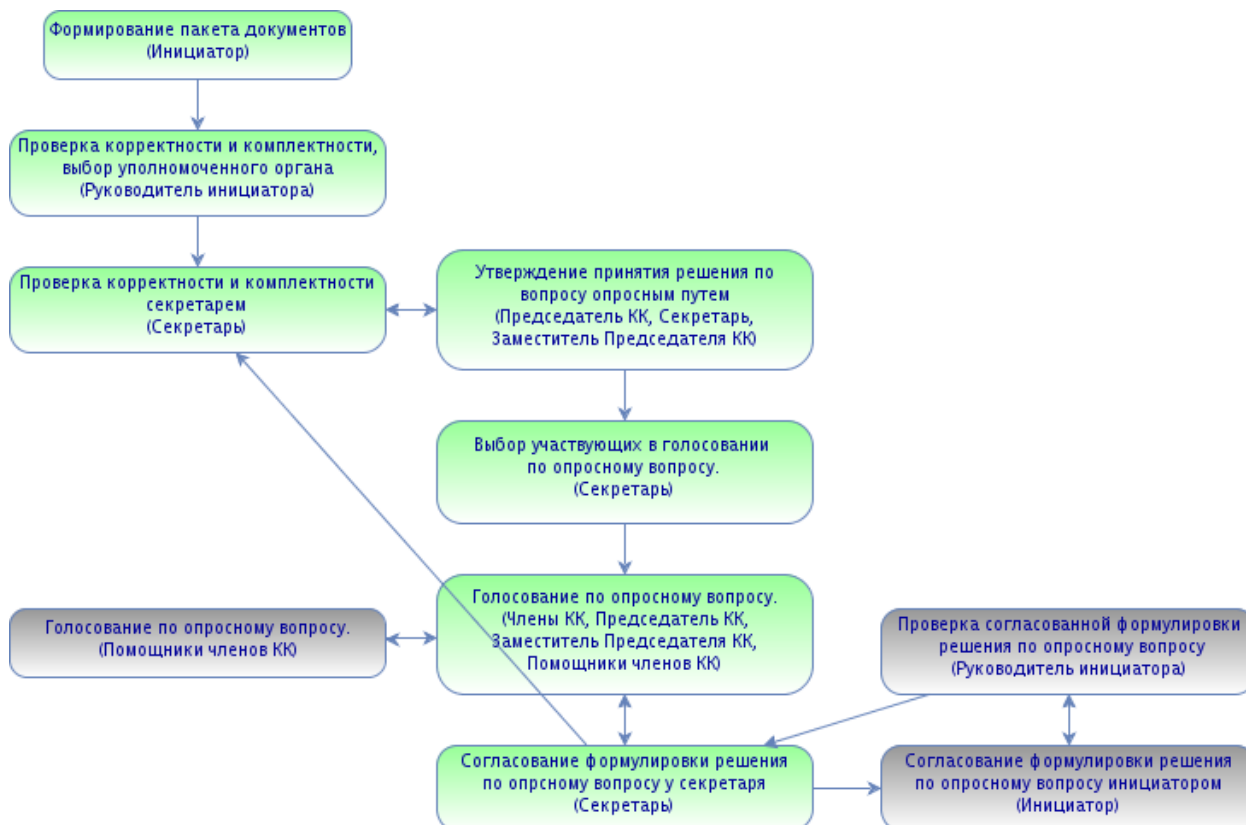 Формирование пакета документов
(Инициатор)
Проверка корректности и комплектности,
выбор уполномоченного органа
(Руководитель инициатора)
Проверка корректности и комплектности
секретарем
(Секретарь)
Утверждение принятия решения по
вопросу опросным путем
(Председатель КК, Секретарь,
Заместитель Председателя КК)
Выбор участвующих в голосовании
по опросному вопросу.
(Секретарь)
Голосование по опросному вопросу.
(Помощники членов КК)
Голосование по опросному вопросу.
(Члены КК, Председатель КК,
Заместитель Председателя КК,
Помощники членов КК)
Проверка согласованной формулировки
решения по опросному вопросу
(Руководитель инициатора)
Согласование формулировки решения
по опрсному вопросу у секретаря
(Секретарь)
Согласование формулировки решения
по опросному вопросу инициатором
(Инициатор)